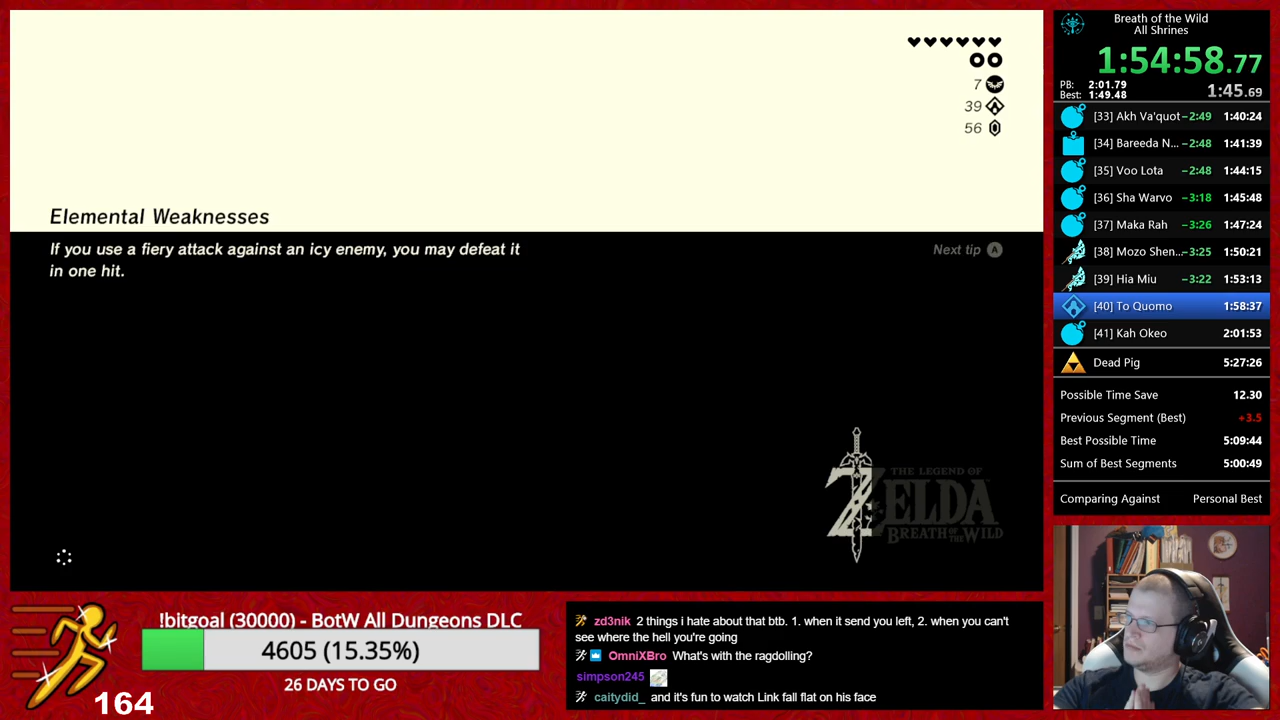 7
39
56
Elemental Weaknesses
If you use a fiery attack against an icy enemy, you may defeat it
in one hit.
Next tip A
THE LEGEND OF
ZELDA
BREATH OF THE WILD
Breath of the Wild
All Shrines
1:54:58.77
PB: 2:01.79
Best: 1:49.48
1:45.69
[33] Akh Va'quot -2:49 1:40:24
[34] Bareeda N... -2:48 1:41:39
[35] Voo Lota -2:48 1:44:15
[36] Sha Warvo -3:18 1:45:48
[37] Maka Rah -3:26 1:47:24
[38] Mozo Shen... -3:25 1:50:21
[39] Hia Miu -3:22 1:53:13
[40] To Quomo 1:58:37
[41] Kah Okeo 2:01:53
Dead Pig 5:27:26
Possible Time Save 12.30
Previous Segment (Best) +3.5
Best Possible Time 5:09:44
Sum of Best Segments 5:00:49
Comparing Against Personal Best
164
!bitgoal (30000) - BotW All Dungeons DLC
4605 (15.35%)
26 DAYS TO GO
zd3nik 2 things i hate about that btb. 1. when it send you left, 2. when you can't
see where the hell you're going
OmniXBro What's with the ragdolling?
simpson245
caitydid_ and it's fun to watch Link fall flat on his face